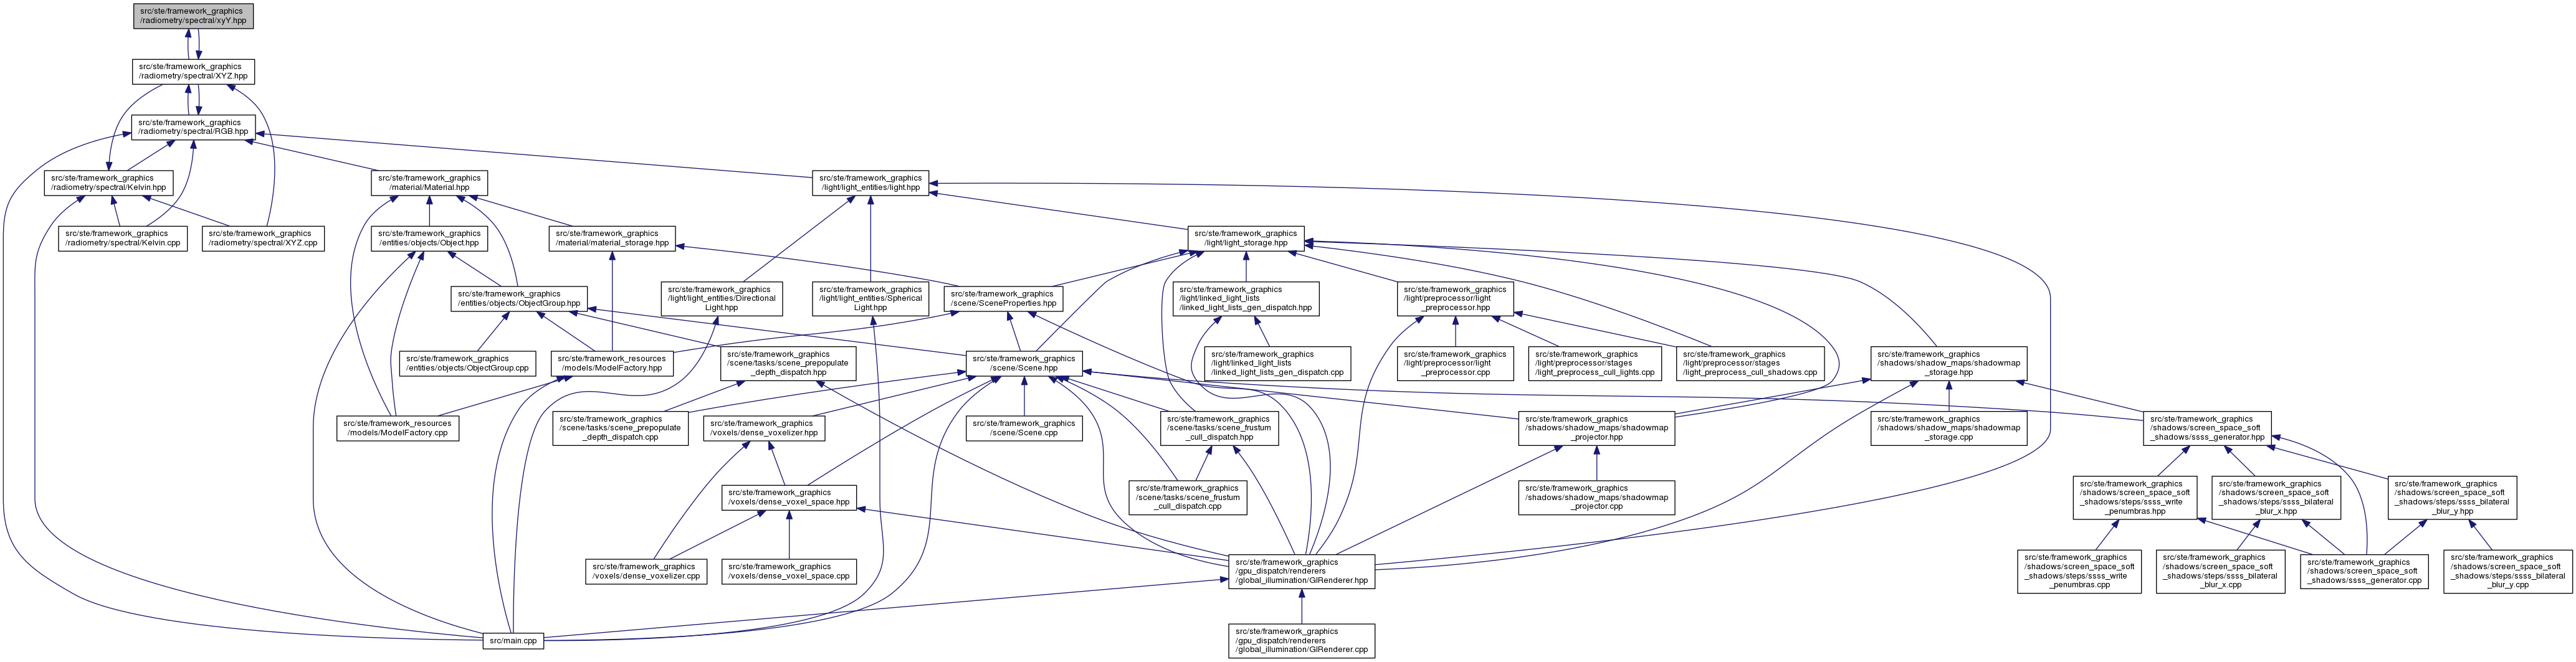 src/ste/framework_graphics
/radiometry/spectral/xyY.hpp
src/ste/framework_graphics
/radiometry/spectral/XYZ.hpp
src/ste/framework_graphics
/radiometry/spectral/RGB.hpp
src/ste/framework_graphics
/radiometry/spectral/Kelvin.hpp
src/ste/framework_graphics
/material/Material.hpp
src/ste/framework_graphics
/light/light_entities/light.hpp
src/ste/framework_graphics
/radiometry/spectral/Kelvin.cpp
src/ste/framework_graphics
/radiometry/spectral/XYZ.cpp
src/ste/framework_graphics
/entities/objects/Object.hpp
src/ste/framework_graphics
/material/material_storage.hpp
src/ste/framework_graphics
/light/light_storage.hpp
src/ste/framework_graphics
/entities/objects/ObjectGroup.hpp
src/ste/framework_graphics
/light/light_entities/Directional
Light.hpp
src/ste/framework_graphics
/light/light_entities/Spherical
Light.hpp
src/ste/framework_graphics
/scene/SceneProperties.hpp
src/ste/framework_graphics
/light/linked_light_lists
/linked_light_lists_gen_dispatch.hpp
src/ste/framework_graphics
/light/preprocessor/light
_preprocessor.hpp
src/ste/framework_graphics
/entities/objects/ObjectGroup.cpp
src/ste/framework_resources
/models/ModelFactory.hpp
src/ste/framework_graphics
/scene/tasks/scene_prepopulate
_depth_dispatch.hpp
src/ste/framework_graphics
/scene/Scene.hpp
src/ste/framework_graphics
/light/linked_light_lists
/linked_light_lists_gen_dispatch.cpp
src/ste/framework_graphics
/light/preprocessor/light
_preprocessor.cpp
src/ste/framework_graphics
/light/preprocessor/stages
/light_preprocess_cull_lights.cpp
src/ste/framework_graphics
/light/preprocessor/stages
/light_preprocess_cull_shadows.cpp
src/ste/framework_graphics
/shadows/shadow_maps/shadowmap
_storage.hpp
src/ste/framework_resources
/models/ModelFactory.cpp
src/ste/framework_graphics
/scene/tasks/scene_prepopulate
_depth_dispatch.cpp
src/ste/framework_graphics
/voxels/dense_voxelizer.hpp
src/ste/framework_graphics
/scene/Scene.cpp
src/ste/framework_graphics
/scene/tasks/scene_frustum
_cull_dispatch.hpp
src/ste/framework_graphics
/shadows/shadow_maps/shadowmap
_projector.hpp
src/ste/framework_graphics
/shadows/shadow_maps/shadowmap
_storage.cpp
src/ste/framework_graphics
/shadows/screen_space_soft
_shadows/ssss_generator.hpp
src/ste/framework_graphics
/voxels/dense_voxel_space.hpp
src/ste/framework_graphics
/scene/tasks/scene_frustum
_cull_dispatch.cpp
src/ste/framework_graphics
/shadows/shadow_maps/shadowmap
_projector.cpp
src/ste/framework_graphics
/shadows/screen_space_soft
_shadows/steps/ssss_write
_penumbras.hpp
src/ste/framework_graphics
/shadows/screen_space_soft
_shadows/steps/ssss_bilateral
_blur_x.hpp
src/ste/framework_graphics
/shadows/screen_space_soft
_shadows/steps/ssss_bilateral
_blur_y.hpp
src/ste/framework_graphics
/voxels/dense_voxelizer.cpp
src/ste/framework_graphics
/voxels/dense_voxel_space.cpp
src/ste/framework_graphics
/gpu_dispatch/renderers
/global_illumination/GIRenderer.hpp
src/ste/framework_graphics
/shadows/screen_space_soft
_shadows/steps/ssss_write
_penumbras.cpp
src/ste/framework_graphics
/shadows/screen_space_soft
_shadows/steps/ssss_bilateral
_blur_x.cpp
src/ste/framework_graphics
/shadows/screen_space_soft
_shadows/ssss_generator.cpp
src/ste/framework_graphics
/shadows/screen_space_soft
_shadows/steps/ssss_bilateral
_blur_y.cpp
src/main.cpp
src/ste/framework_graphics
/gpu_dispatch/renderers
/global_illumination/GIRenderer.cpp